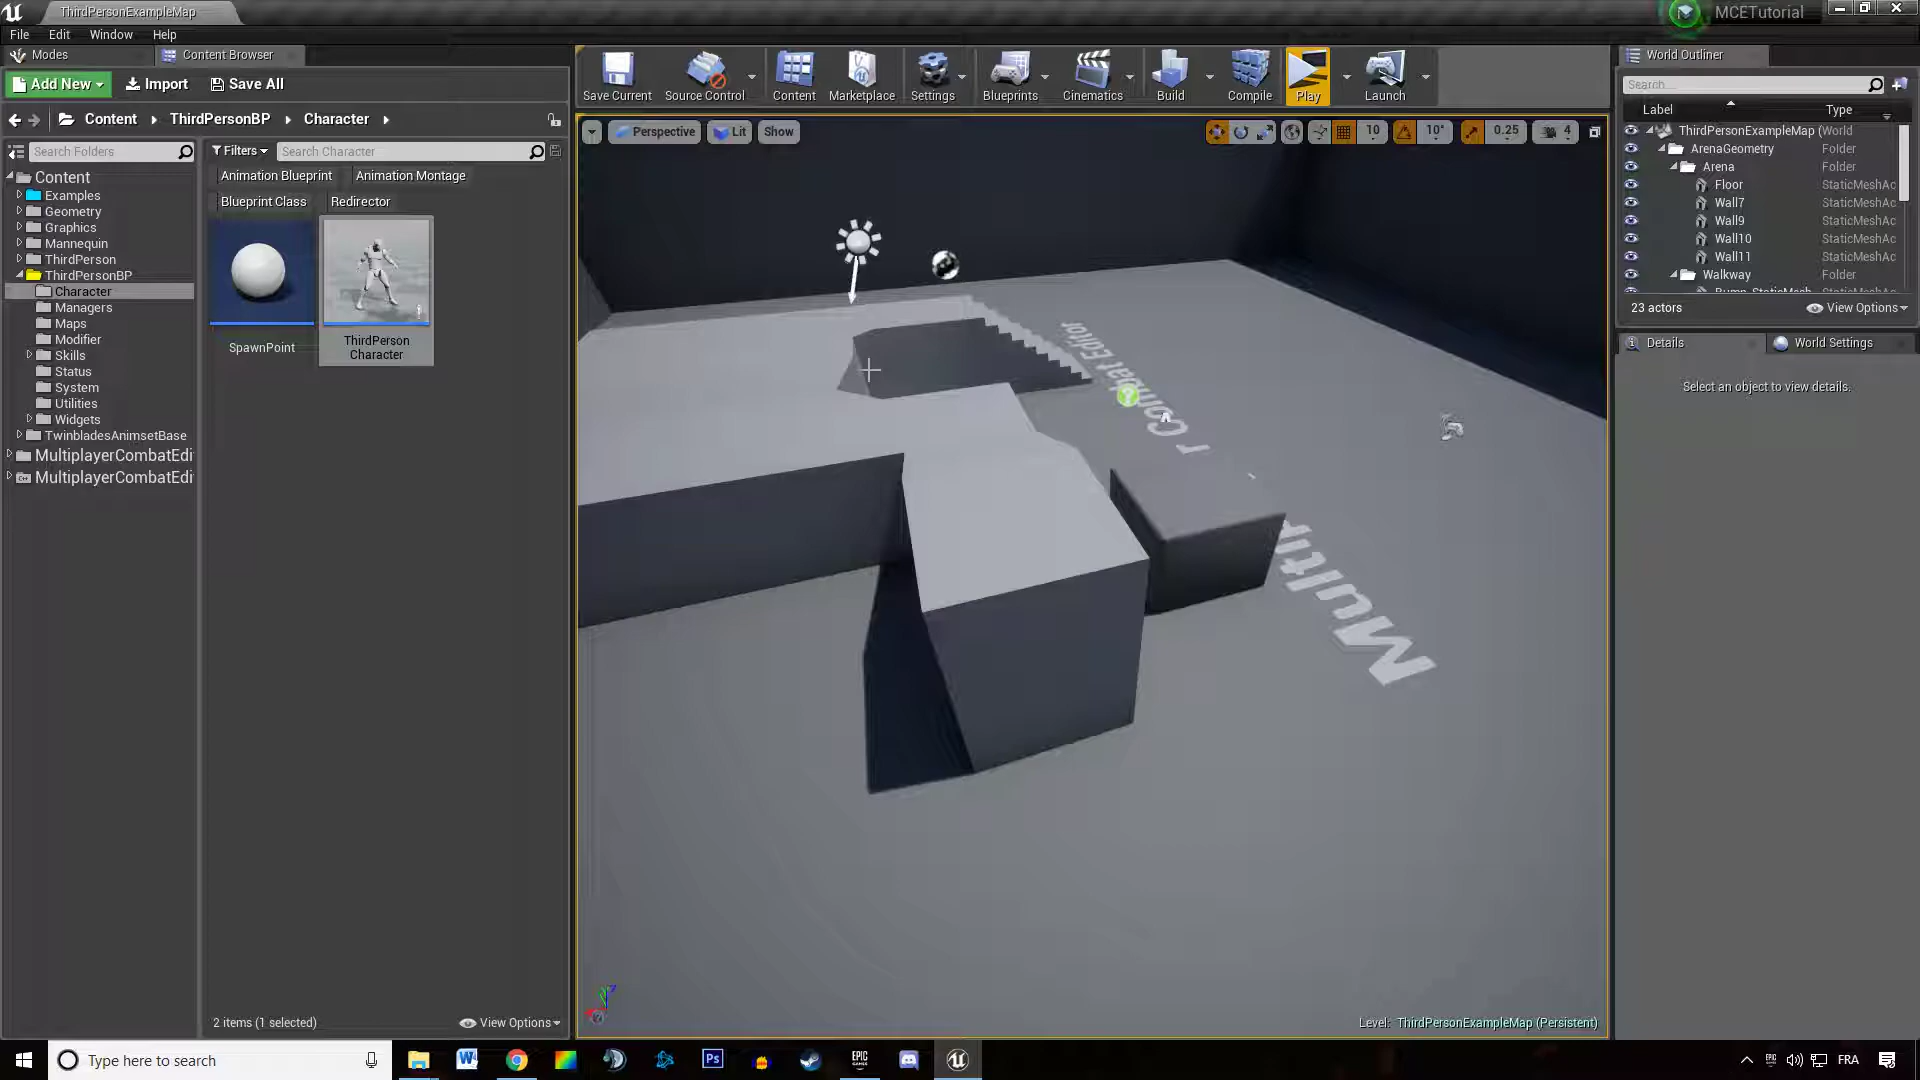 ThirdPersonExampleMap
MCETutorial
File Edit Window Help
Modes
Content Browser
World Outliner
Add New
Import
Save All
Save Current
Source Control
Content
Marketplace
Settings
Blueprints
Cinematics
Build
Compile
Play
Launch
Search...
Label
Type
Content ThirdPersonBP Character
Search Folders
Filters
Search Character
Perspective
Lit
Show
10
10°
0.25
4
Animation Blueprint
Animation Montage
Blueprint Class
Redirector
Content
Examples
Geometry
Graphics
Mannequin
ThirdPerson
ThirdPersonBP
Character
Managers
Maps
Modifier
Skills
Status
System
Utilities
Widgets
TwinbladesAnimsetBase
MultiplayerCombatEdi
MultiplayerCombatEdi
SpawnPoint
ThirdPerson
Character
ThirdPersonExampleMap (World
ArenaGeometry Folder
Arena Folder
Floor StaticMeshAc
Wall7 StaticMeshAc
Wall9 StaticMeshAc
Wall10 StaticMeshAc
Wall11 StaticMeshAc
Walkway Folder
23 actors
View Options
Details
World Settings
Select an object to view details.
Multip
r Combat Editor
2 items (1 selected)
View Options
Level: ThirdPersonExampleMap (Persistent)
Type here to search
EPIC
GAMES
Ps
FRA